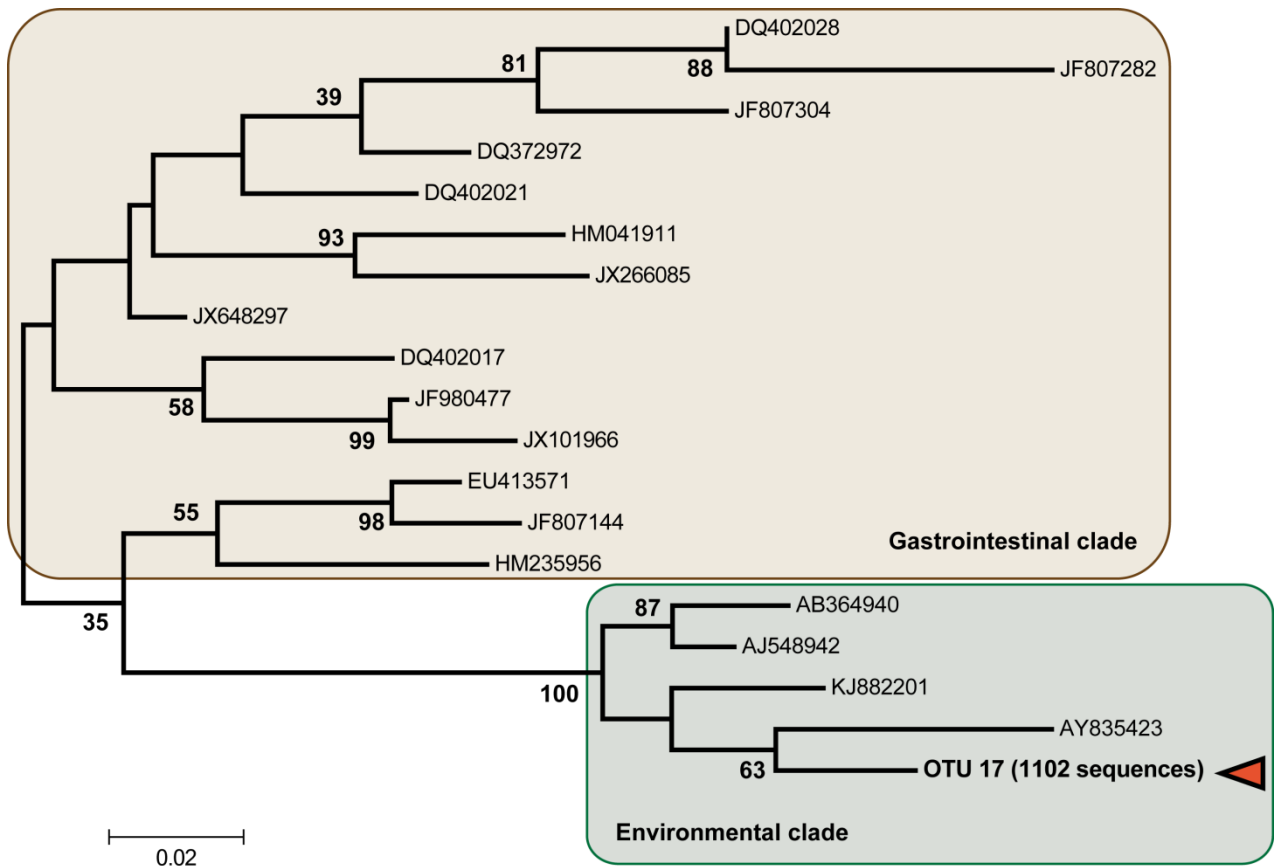 DQ402028
81
88
JF807282
39
JF807304
DQ372972
DQ402021
93
HM041911
JX266085
JX648297
DQ402017
JF980477
58
99
JX101966
EU413571
55
98
JF807144
Gastrointestinal clade
HM235956
87
AB364940
35
AJ548942
100
KJ882201
AY835423
63
OTU 17 (1102 sequences)
Environmental clade
0.02